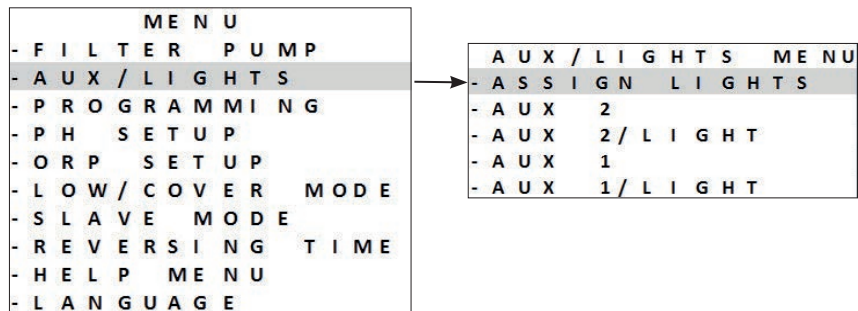 MENU
- FILTER PUMP
- AUX/LIGHTS
- PROGRAMMING
- PH SETUP
- ORP SETUP
- LOW/COVER MODE
- SLAVE MODE
- REVERSING TIME
- HELP MENU
- LANGUAGE
AUX/LIGHTS MENU
- ASSIGN LIGHTS
- AUX 2
- AUX 2/LIGHT
- AUX 1
- AUX 1/LIGHT